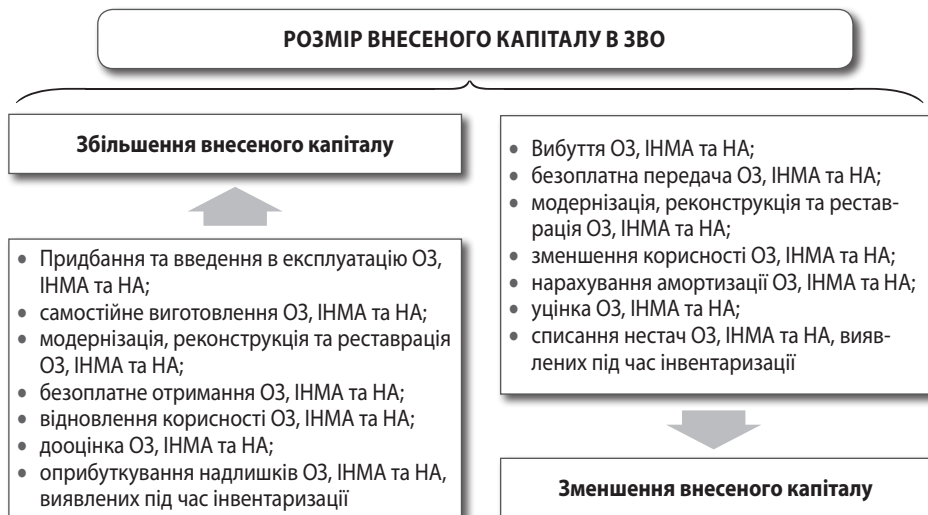 РОЗМІР ВНЕСЕНОГО КАПІТАЛУ В ЗВО
Збільшення внесеного капіталу
• Придбання та введення в експлуатацію ОЗ,
ІНМА та НА;
• самостійне виготовлення ОЗ, ІНМА та НА;
• модернізація, реконструкція та реставрація
ОЗ, ІНМА та НА;
• безоплатне отримання ОЗ, ІНМА та НА;
• відновлення корисності ОЗ, ІНМА та НА;
• дооцінка ОЗ, ІНМА та НА;
• оприбуткування надлишків ОЗ, ІНМА та НА,
виявлених під час інвентаризації
• Вибуття ОЗ, ІНМА та НА;
• безоплатна передача ОЗ, ІНМА та НА;
• модернізація, реконструкція та рестав-
рація ОЗ, ІНМА та НА;
• зменшення корисності ОЗ, ІНМА та НА;
• нарахування амортизації ОЗ, ІНМА та НА;
• уцінка ОЗ, ІНМА та НА;
• списання нестач ОЗ, ІНМА та НА, вияв-
лених під час інвентаризації
Зменшення внесеного капіталу